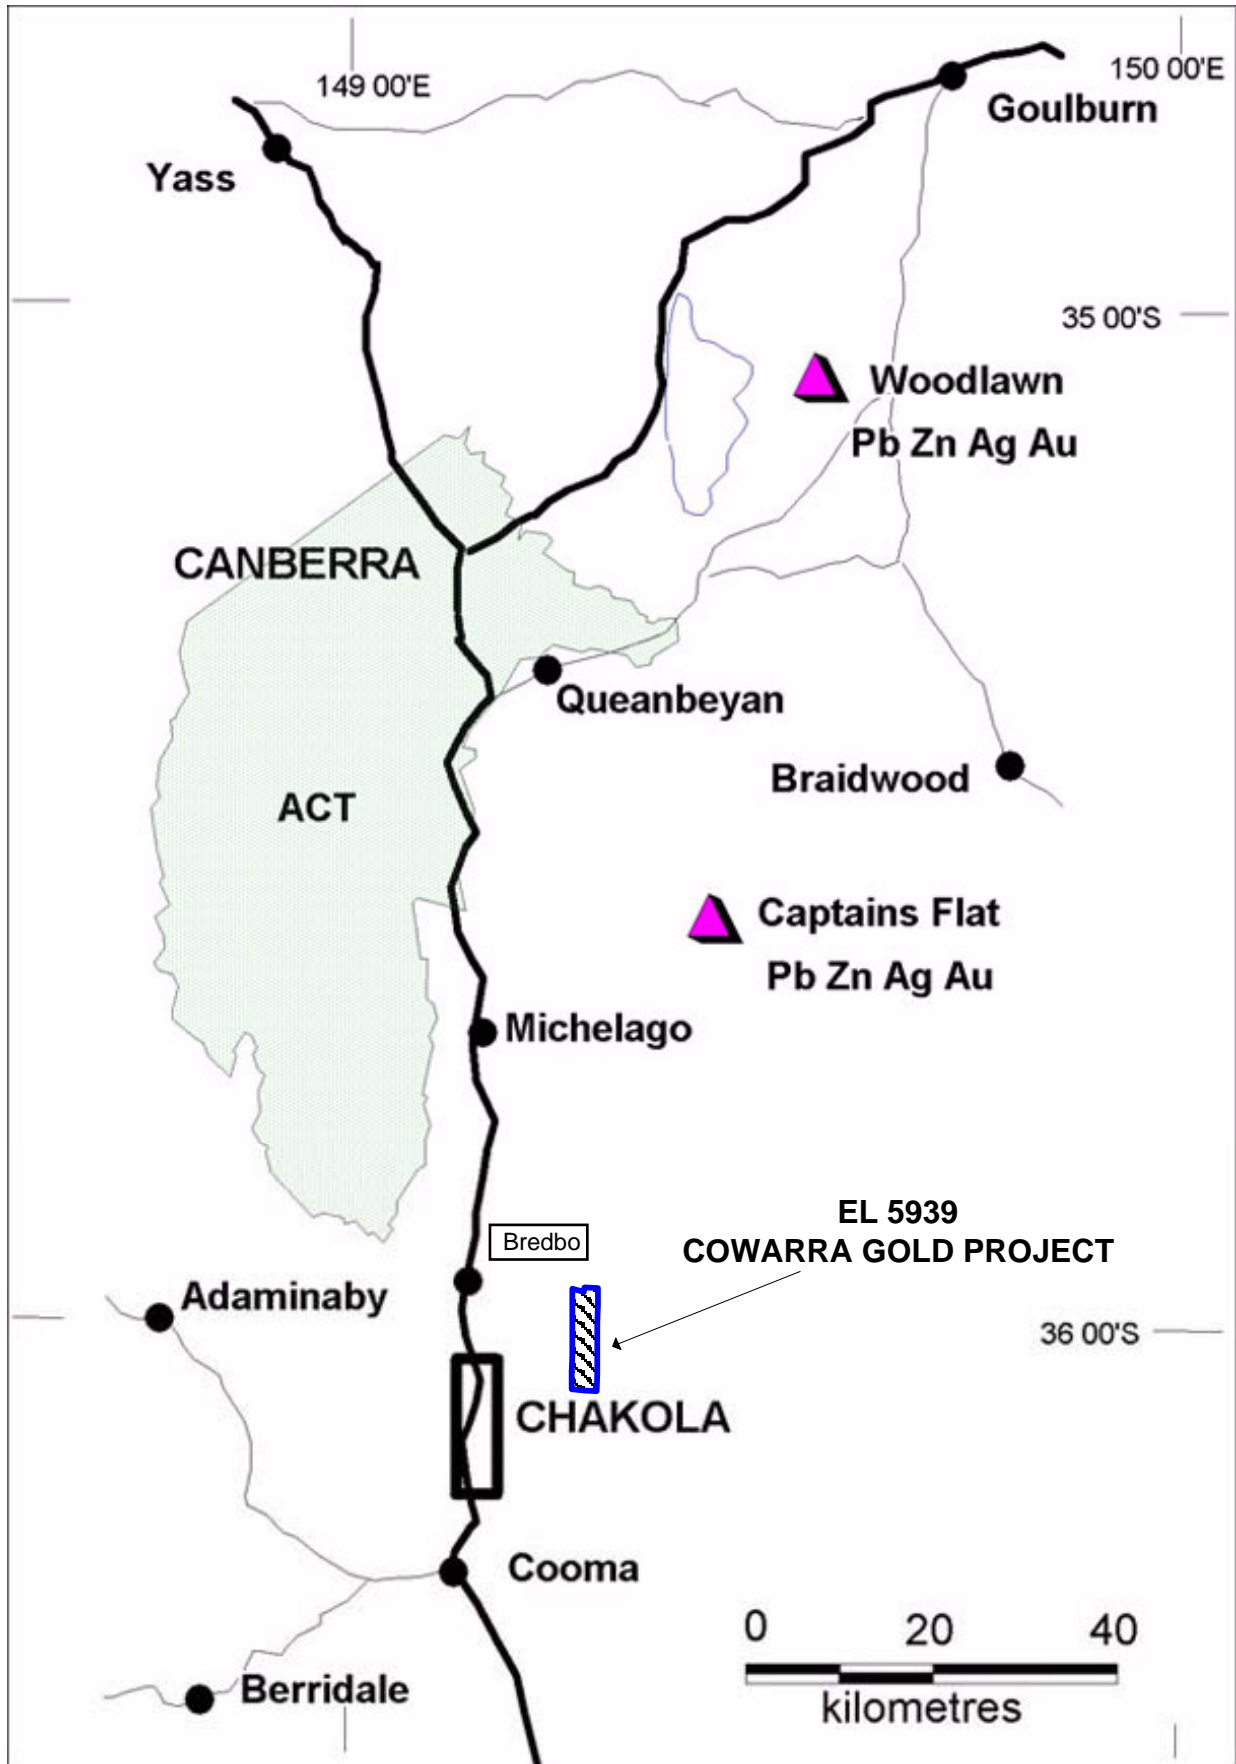 149 00'E
150 00'E
Goulburn
Yass
35 00'S
Woodlawn
Pb Zn Ag Au
CANBERRA
Queanbeyan
Braidwood
ACT
Captains Flat
Pb Zn Ag Au
Michelago
EL 5939
COWARRA GOLD PROJECT
Bredbo
Adaminaby
36 00'S
CHAKOLA
Cooma
0 20 40
kilometres
Berridale